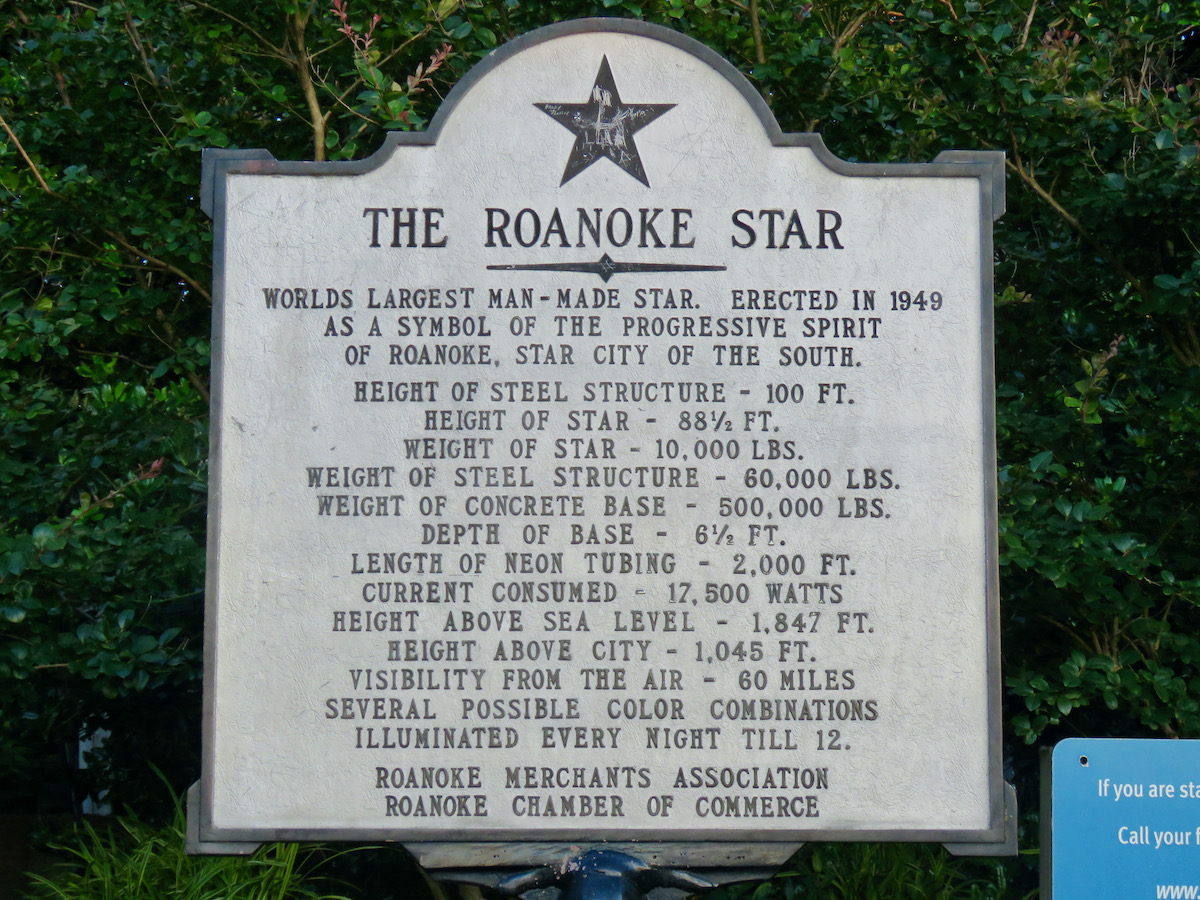 THE ROANOKE STAR
WORLDS LARGEST MAN-MADE STAR. ERECTED IN 1949
AS A SYMBOL OF THE PROGRESSIVE SPIRIT
OF ROANOKE, STAR CITY OF THE SOUTH.
HEIGHT OF STEEL STRUCTURE - 100 FT.
HEIGHT OF STAR - 88½ FT.
WEIGHT OF STAR - 10,000 LBS.
WEIGHT OF STEEL STRUCTURE - 60,000 LBS.
WEIGHT OF CONCRETE BASE - 500,000 LBS.
DEPTH OF BASE - 6½ FT.
LENGTH OF NEON TUBING - 2,000 FT.
CURRENT CONSUMED - 17,500 WATTS
HEIGHT ABOVE SEA LEVEL - 1,847 FT.
HEIGHT ABOVE CITY - 1,045 FT.
VISIBILITY FROM THE AIR - 60 MILES
SEVERAL POSSIBLE COLOR COMBINATIONS
ILLUMINATED EVERY NIGHT TILL 12.
ROANOKE MERCHANTS ASSOCIATION
ROANOKE CHAMBER OF COMMERCE
If you are
Call your
www.